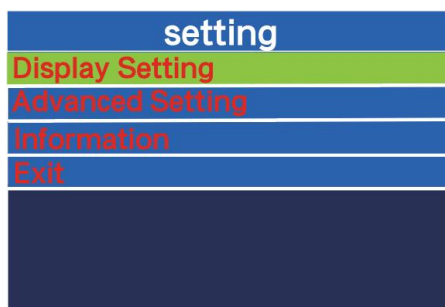 setting
Display Setting
Advanced Setting
Information
Exit